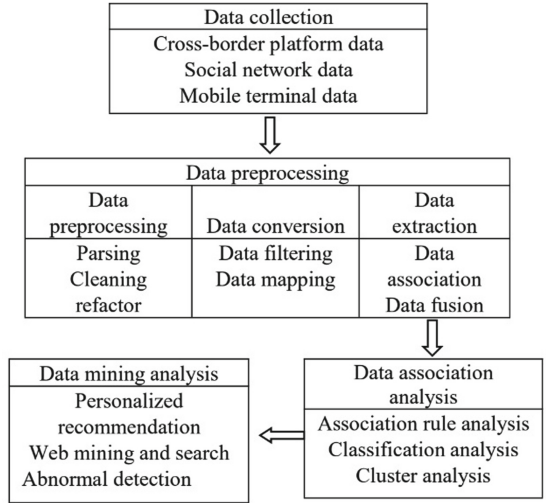 Data collection
Cross-border platform data
Social network data
Mobile terminal data
Data preprocessing
Data
preprocessing
Data conversion
Data
extraction
Parsing
Cleaning
refactor
Data filtering
Data mapping
Data
association
Data fusion
Data association
analysis
Association rule analysis
Classification analysis
Cluster analysis
Data mining analysis
Personalized
recommendation
Web mining and search
Abnormal detection